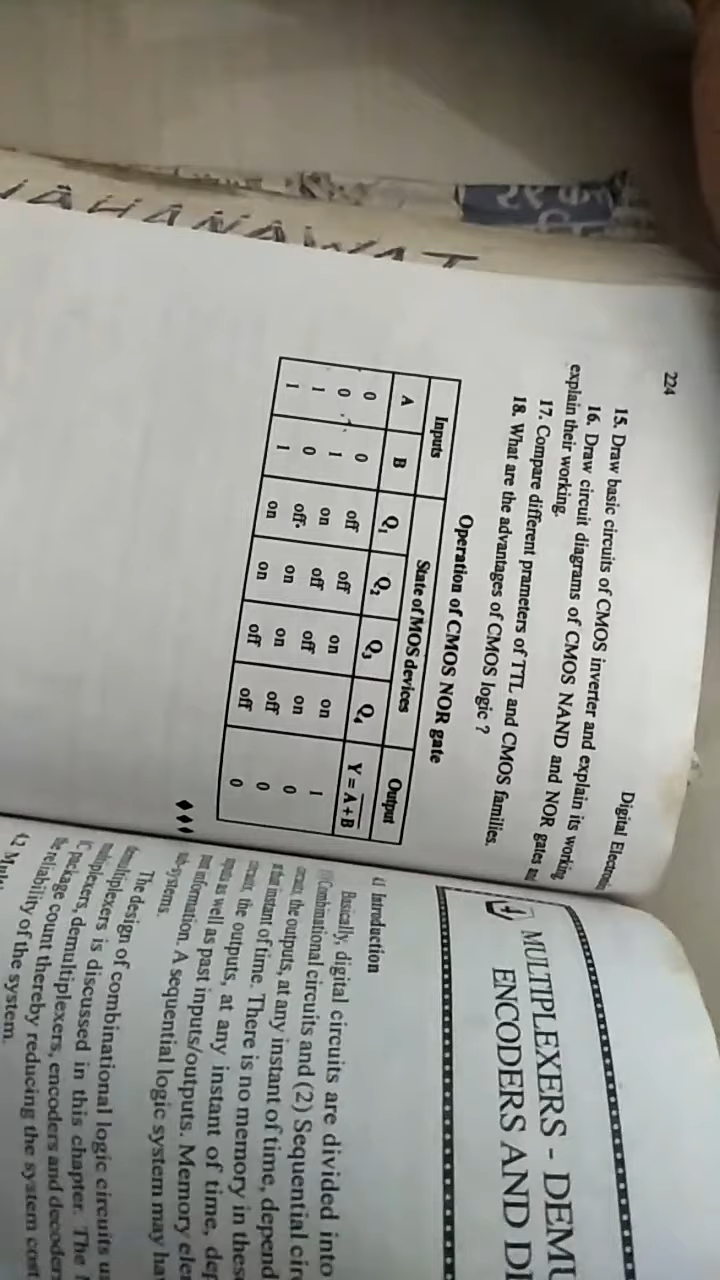 JAHANAWAT
224
Digital Electronic
15. Draw basic circuits of CMOS inverter and explain its working.
16. Draw circuit diagrams of CMOS NAND and NOR gates and
explain their working.
17. Compare different prameters of TTL and CMOS families.
18. What are the advantages of CMOS logic ?
Operation of CMOS NOR gate
Inputs State of MOS devices Output
A B Q₁ Q₂ Q₃ Q₄ Y = A + B
0 0 off off on on 1
0 1 on off off on 0
1 0 off on on off 0
1 1 on on off off 0
♦♦♦
MULTIPLEXERS - DEMU
ENCODERS AND DE
Introduction
Basically, digital circuits are divided into
Combinational circuits and (2) Sequential circ
the outputs, at any instant of time, depend
instant of time. There is no memory in these
the outputs, at any instant of time, dep
as well as past inputs/outputs. Memory elem
information. A sequential logic system may ha
systems.
The design of combinational logic circuits u
is discussed in this chapter. The
package count thereby reducing the system cost
reliability of the system.